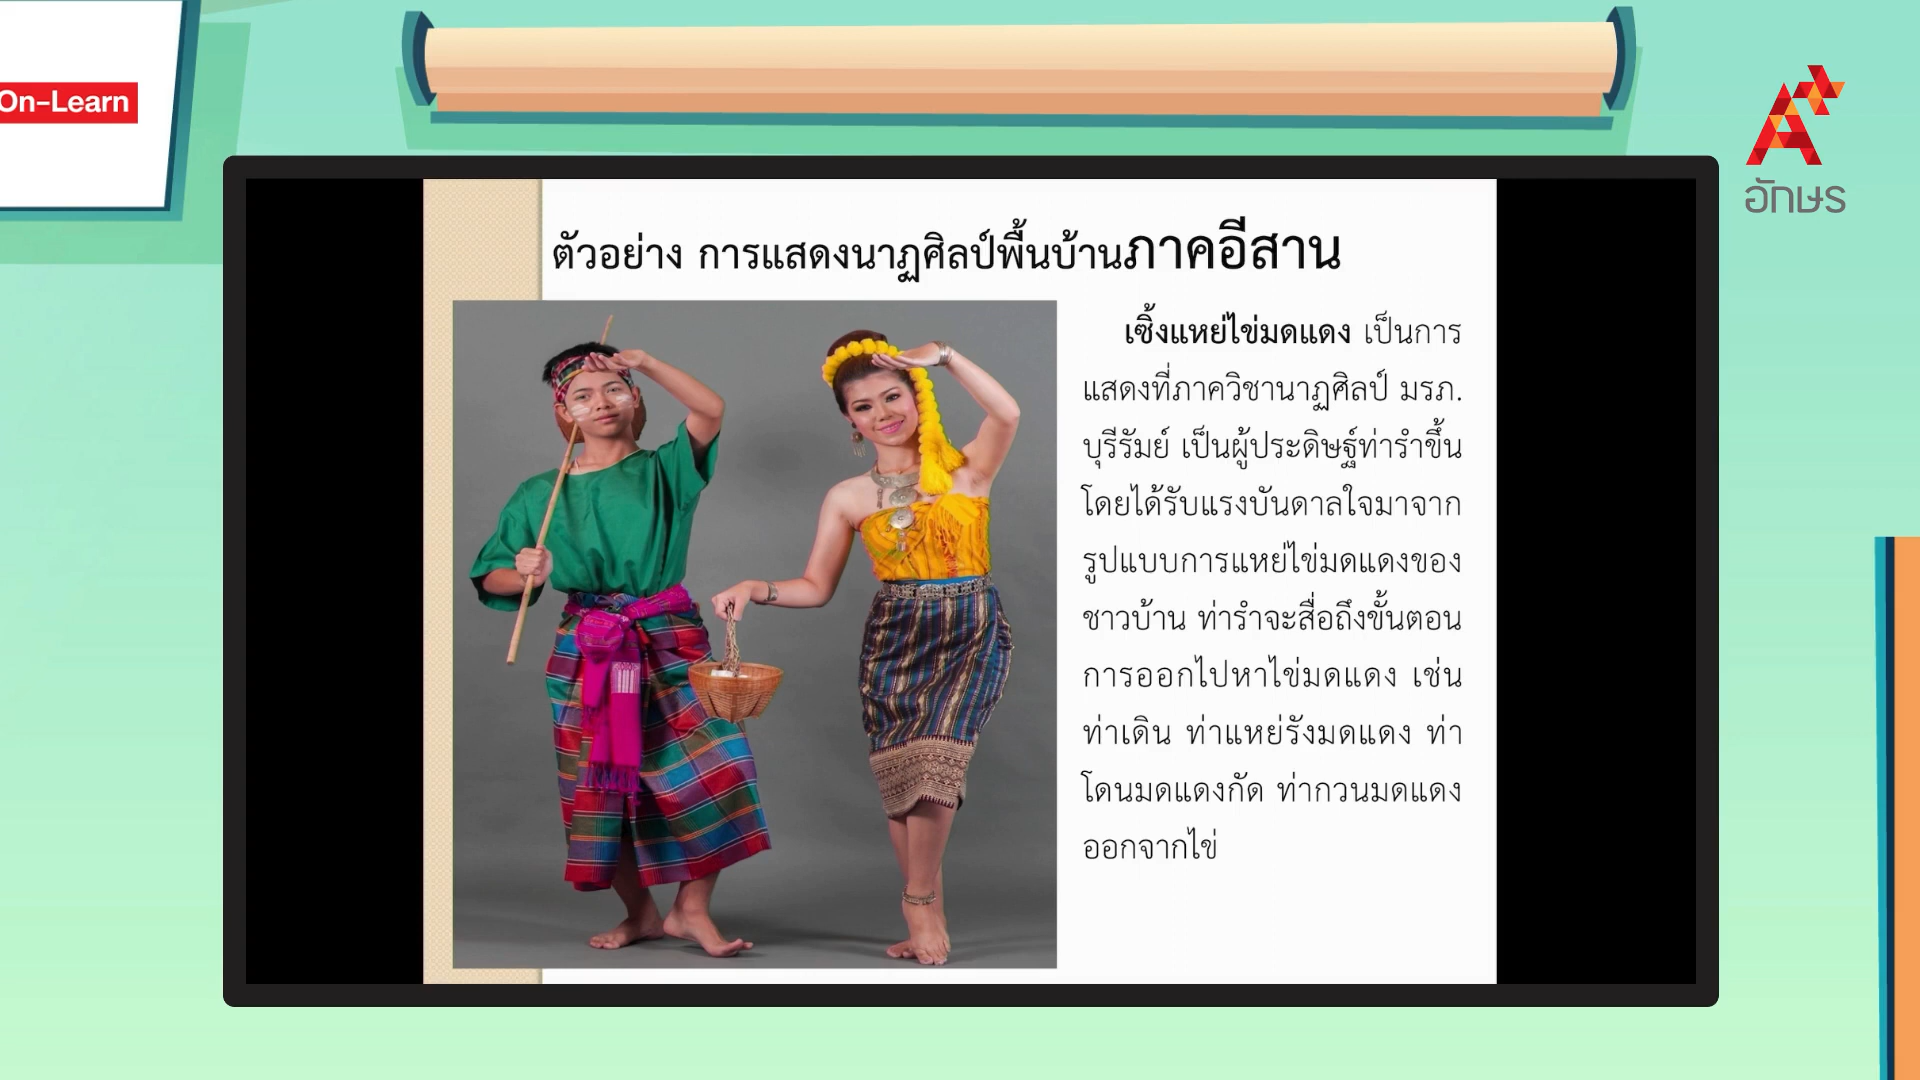 On-Learn
อักษร
ตัวอย่าง การแสดงนาฏศิลป์พื้นบ้านภาคอีสาน
เซิ้งแหย่ไข่มดแดง เป็นการ
แสดงที่ภาควิชานาฏศิลป์ มรภ.
บุรีรัมย์ เป็นผู้ประดิษฐ์ท่ารำขึ้น
โดยได้รับแรงบันดาลใจมาจาก
รูปแบบการแหย่ไข่มดแดงของ
ชาวบ้าน ท่ารำจะสื่อถึงขั้นตอน
การออกไปหาไข่มดแดง เช่น
ท่าเดิน ท่าแหย่รังมดแดง ท่า
โดนมดแดงกัด ท่ากวนมดแดง
ออกจากไข่